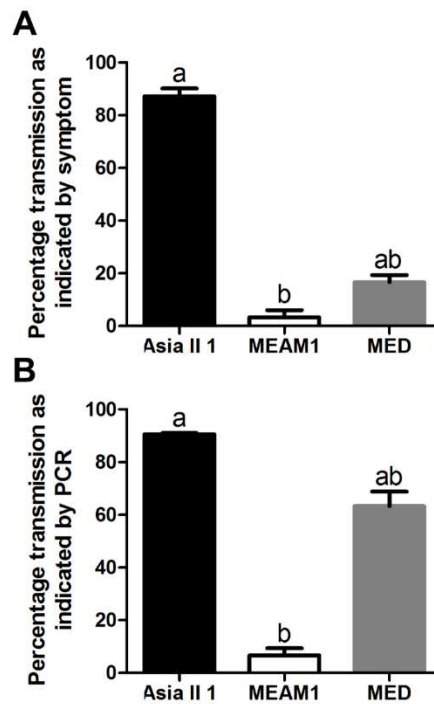 A
Percentage transmission as
indicated by symptom
100
80
60
40
20
0
a
b
ab
Asia II 1 MEAM1 MED
B
Percentage transmission as
indicated by PCR
100
80
60
40
20
0
a
b
ab
Asia II 1 MEAM1 MED